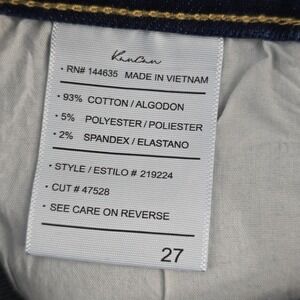 KanCan
· RN# 144635 MADE IN VIETNAM
· 93% COTTON / ALGODON
· 5% POLYESTER / POLIESTER
· 2% SPANDEX / ELASTANO
· STYLE / ESTILO # 219224
· CUT # 47528
· SEE CARE ON REVERSE
27